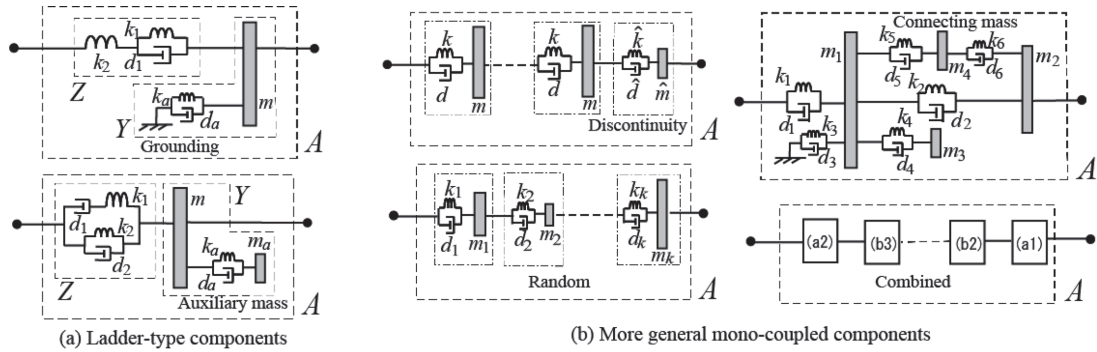 k₁
k₂ d₁
Z
kₐ m
Y dₐ
Grounding A
m Y
k₁
d₁ k₂
d₂
kₐ mₐ
Z dₐ
Auxiliary mass A
(a) Ladder-type components
k k k̂
d m d m d̂ m̂
Discontinuity A
k₁ k₂ kₖ
d₁ m₁ d₂ m₂ dₖ mₖ
Random A
Connecting mass
m₁ k₅ k₆ m₂
k₁ d₅ m₄ d₆
k₂
d₁ k₃ k₄ d₂
d₃ d₄ m₃
A
(a2) (b3) (b2) (a1)
Combined A
(b) More general mono-coupled components